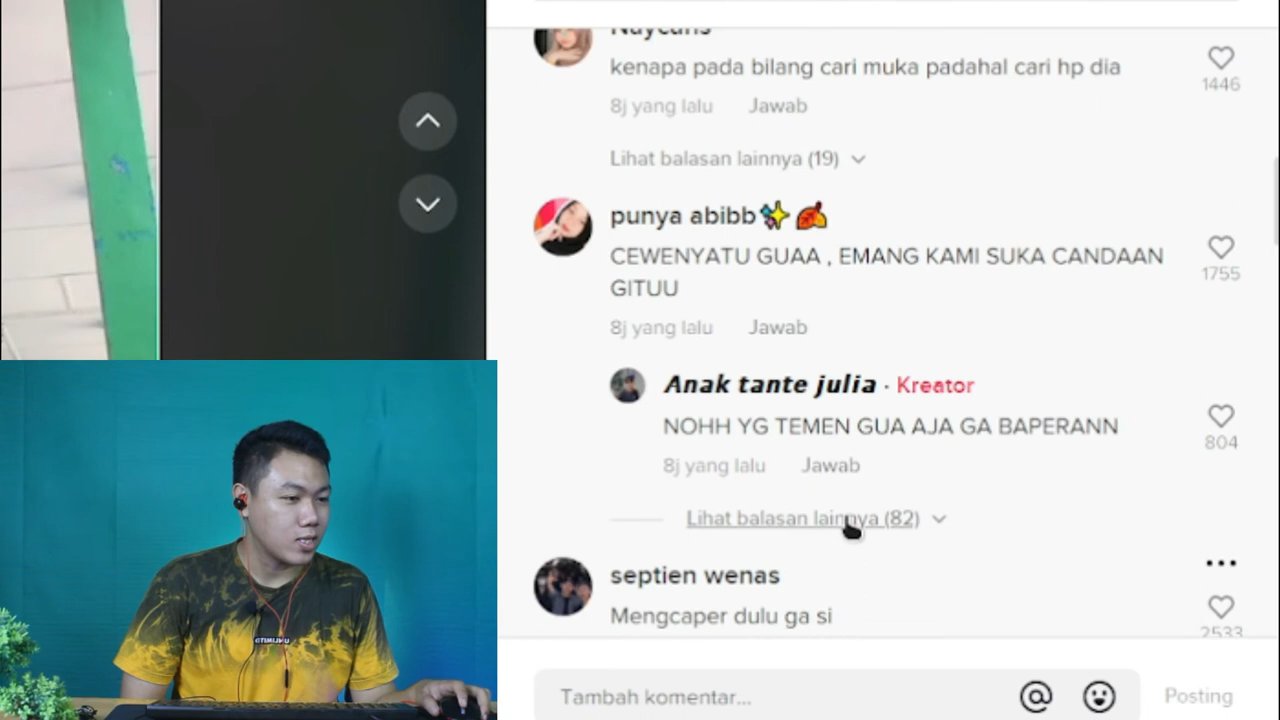 Naycans
kenapa pada bilang cari muka padahal cari hp dia
1446
8j yang lalu Jawab
Lihat balasan lainnya (19)
punya abibb✨🍂
CEWENYATU GUAA , EMANG KAMI SUKA CANDAAN
GITUU
1755
8j yang lalu Jawab
Anak tante julia · Kreator
NOHH YG TEMEN GUA AJA GA BAPERANN
804
8j yang lalu Jawab
Lihat balasan lainnya (82)
septien wenas
Mengcaper dulu ga si
2533
Tambah komentar...
Posting